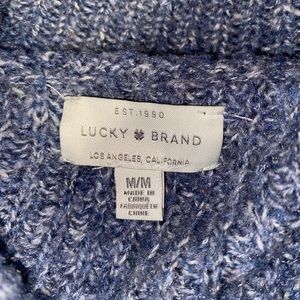 EST. 1990
LUCKY BRAND
LOS ANGELES, CALIFORNIA
M/M
MADE IN
CHINA
FABRIQUÉ EN
CHINE